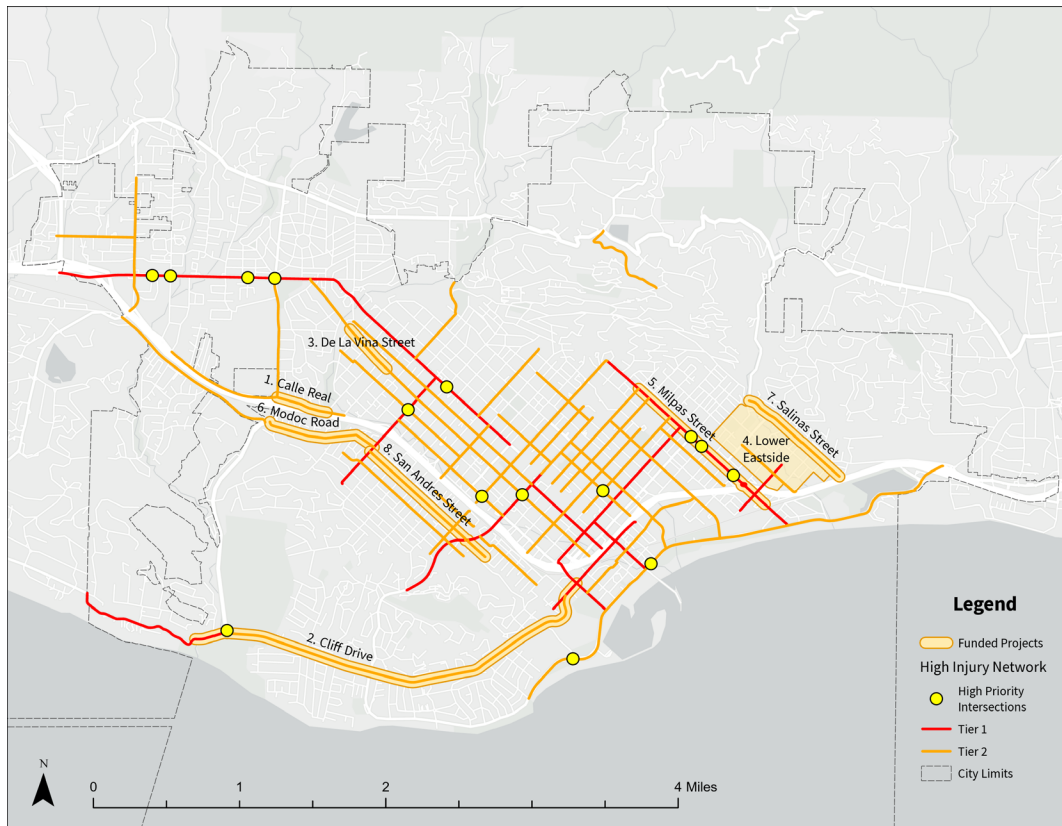 3. De La Vina Street
1. Calle Real
6. Modoc Road
8. San Andres Street
5. Milpas Street
7. Salinas Street
4. Lower
Eastside
2. Cliff Drive
Legend
Funded Projects
High Injury Network
High Priority
Intersections
Tier 1
Tier 2
City Limits
N
0 1 2 4 Miles